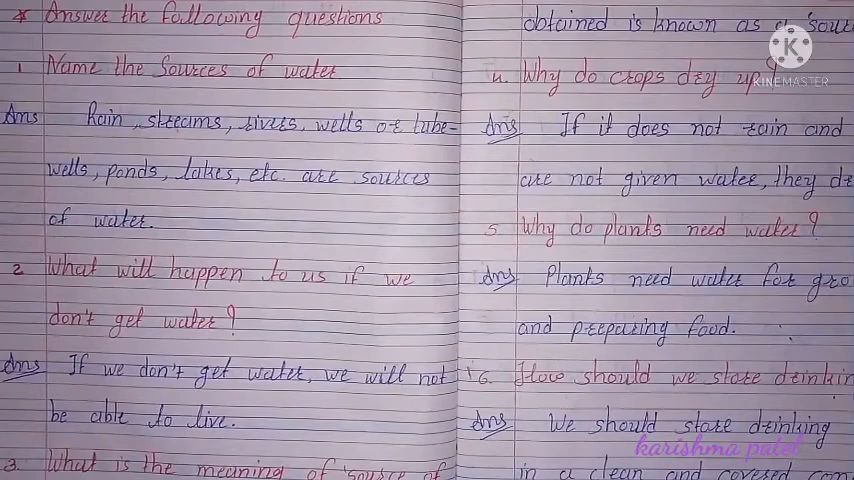 * Answer the following questions
1 Name the Sources of water
Ans Rain, streams, rivers, wells or tube-
wells, ponds, lakes, etc. are sources
of water.
2 What will happen to us if we
don't get water?
Ans If we don't get water, we will not
be able to live.
3. What is the meaning of 'source of
obtained is known as a 'sour
4. Why do crops dry up?
Ans If it does not rain and
are not given water, they dr
5 Why do plants need water?
Ans Plants need water for gro
and preparing food.
6. How should we store drinkin
Ans We should store drinking
in a clean and covered con
K
KINEMASTER
karishma patel